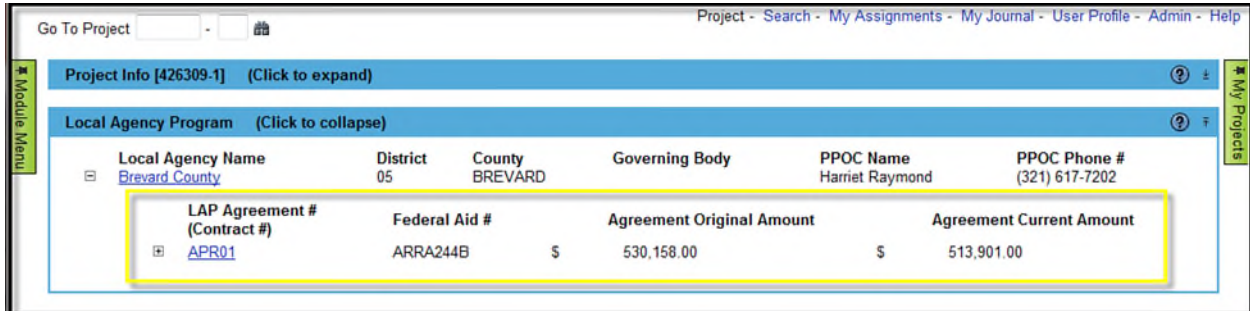 Project - Search - My Assignments - My Journal - User Profile - Admin - Help
Go To Project -
Project Info [426309-1] (Click to expand)
Local Agency Program (Click to collapse)
Local Agency Name District County Governing Body PPOC Name PPOC Phone #
Brevard County 05 BREVARD Harriet Raymond (321) 617-7202
LAP Agreement # (Contract #) Federal Aid # Agreement Original Amount Agreement Current Amount
APR01 ARRA244B $ 530,158.00 $ 513,901.00
Module Menu
My Projects